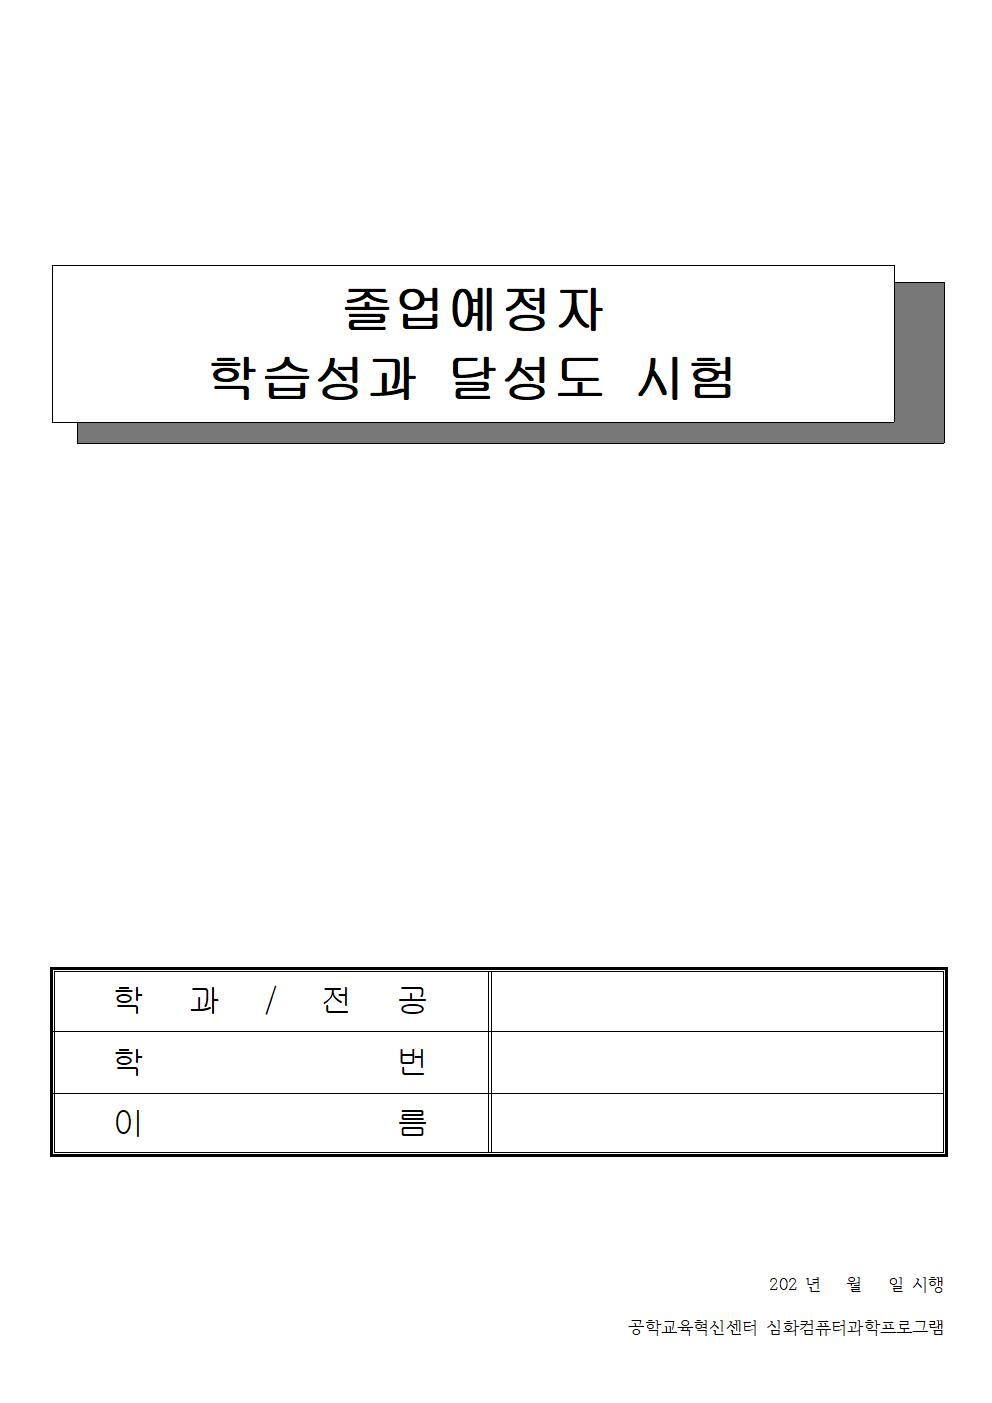 졸업예정자
학습성과 달성도 시험
학 과 / 전 공
학 번
이 름
202 년 월 일 시행
공학교육혁신센터 심화컴퓨터과학프로그램